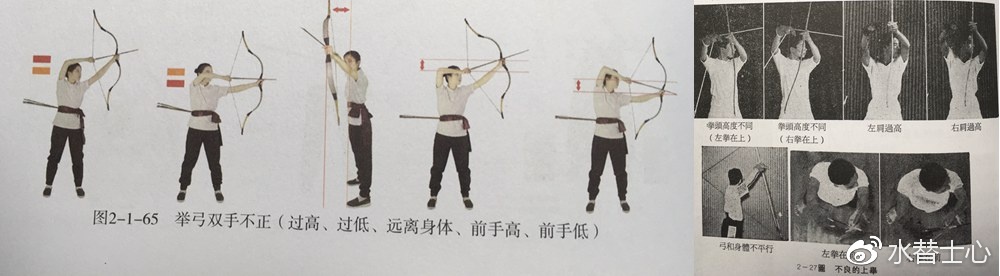 图2-1-65 举弓双手不正（过高、过低、远离身体、前手高、前手低）
拳頭高度不同
（左拳在上）
拳頭高度不同
（右拳在上）
左肩過高
右肩過高
弓和身體不平行
左拳在
2－27圖 不良的上舉
@水替士心